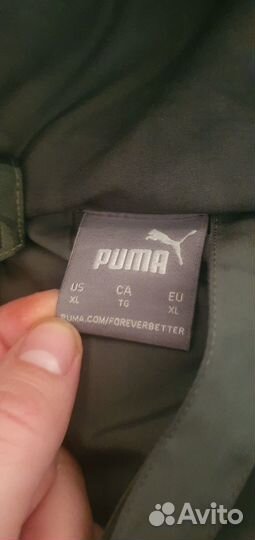 PUMA
US CA EU
XL TG XL
PUMA.COM/FOREVERBETTER
Avito